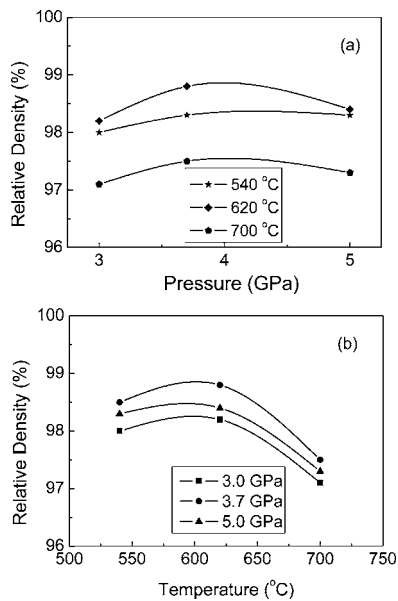 100
(a)
99
98
97
96
Relative Density (%)
540 °C
620 °C
700 °C
3
4
5
Pressure (GPa)
100
(b)
99
98
97
96
Relative Density (%)
3.0 GPa
3.7 GPa
5.0 GPa
500
550
600
650
700
750
Temperature (°C)